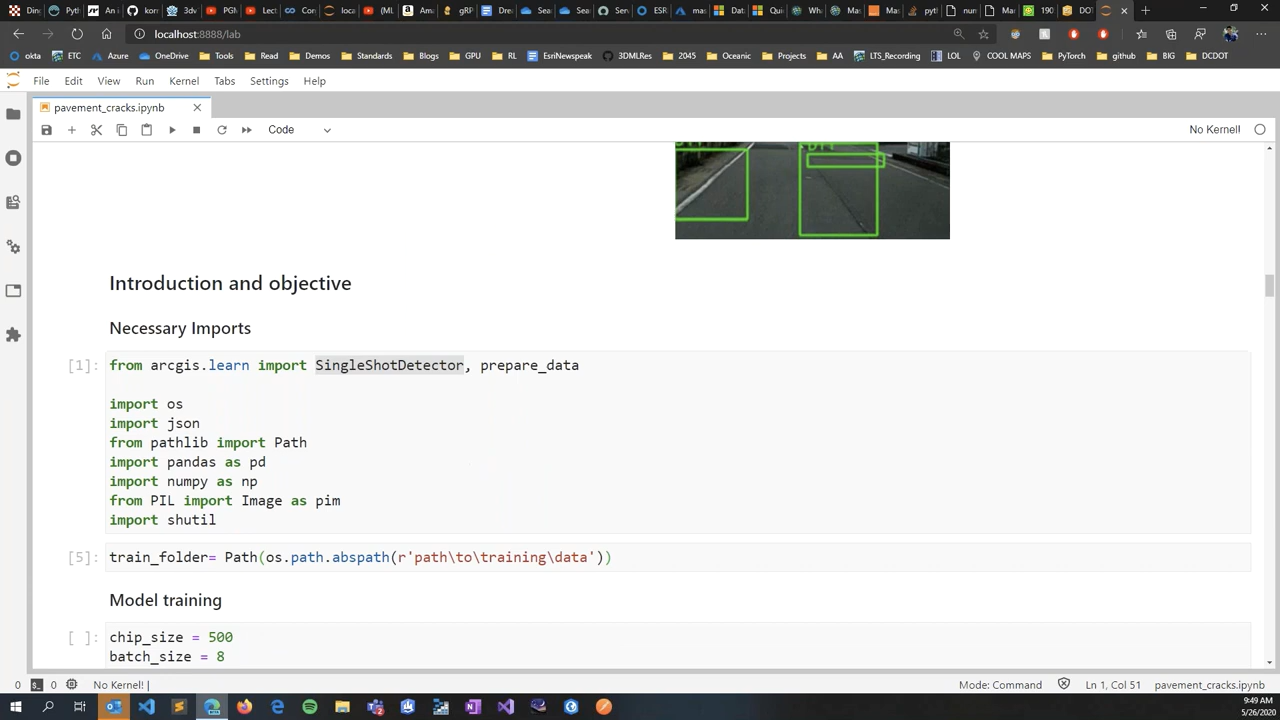 localhost:8888/lab
okta ETC Azure OneDrive Tools Read Demos Standards Blogs GPU RL EsriNewspeak 3DMLRes 2045 Oceanic Projects AA LTS_Recording LOL COOL MAPS PyTorch github BIG DCDOT
File Edit View Run Kernel Tabs Settings Help
pavement_cracks.ipynb
Code No Kernel!
Introduction and objective
Necessary Imports
[1]: from arcgis.learn import SingleShotDetector, prepare_data
import os
import json
from pathlib import Path
import pandas as pd
import numpy as np
from PIL import Image as pim
import shutil
[5]: train_folder= Path(os.path.abspath(r'path\to\training\data'))
Model training
[ ]: chip_size = 500
batch_size = 8
0 0 No Kernel! | Mode: Command Ln 1, Col 51 pavement_cracks.ipynb
9:49 AM
5/26/2020